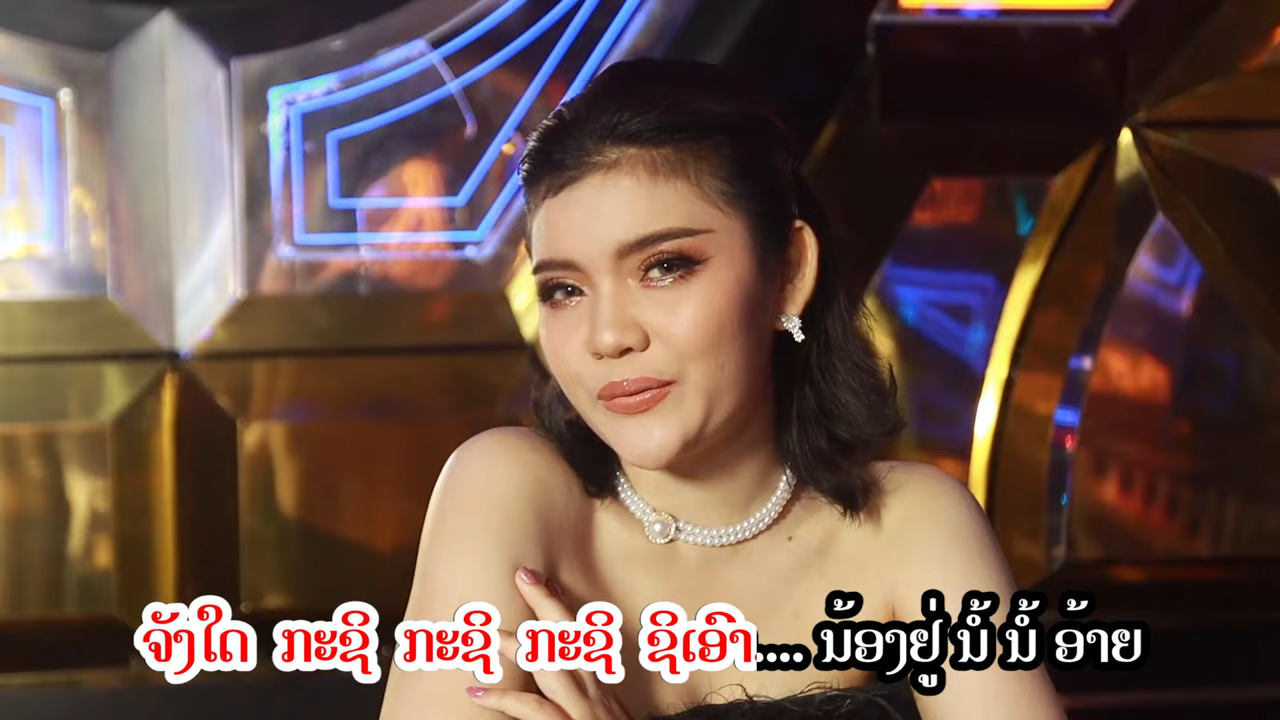 ຈັງໃດ ກະຊິ ກະຊິ ກະຊິ ຊິເອົາ.... ນ້ອງຢູ່ ນໍ້ ນໍ້ ອ້າຍ